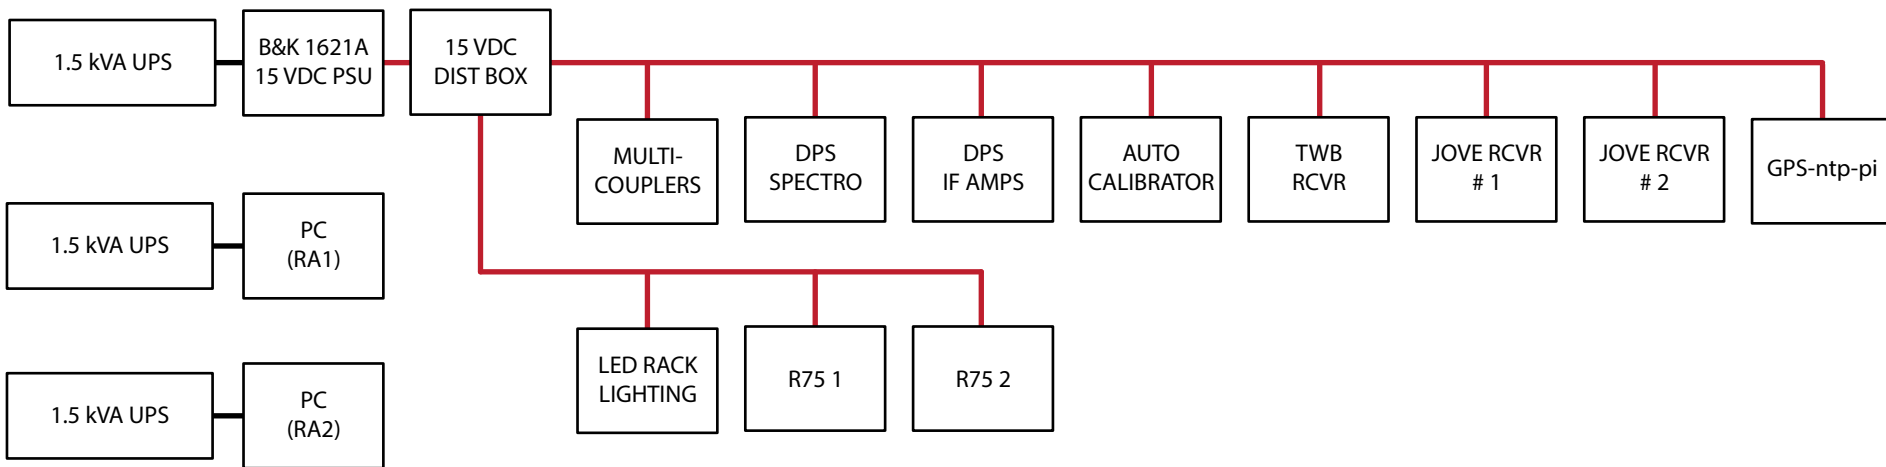 1.5 kVA UPS
B&K 1621A
15 VDC PSU
15 VDC
DIST BOX
MULTI-
COUPLERS
DPS
SPECTRO
DPS
IF AMPS
AUTO
CALIBRATOR
TWB
RCVR
JOVE RCVR
# 1
JOVE RCVR
# 2
GPS-ntp-pi
1.5 kVA UPS
PC
(RA1)
LED RACK
LIGHTING
R75 1
R75 2
1.5 kVA UPS
PC
(RA2)